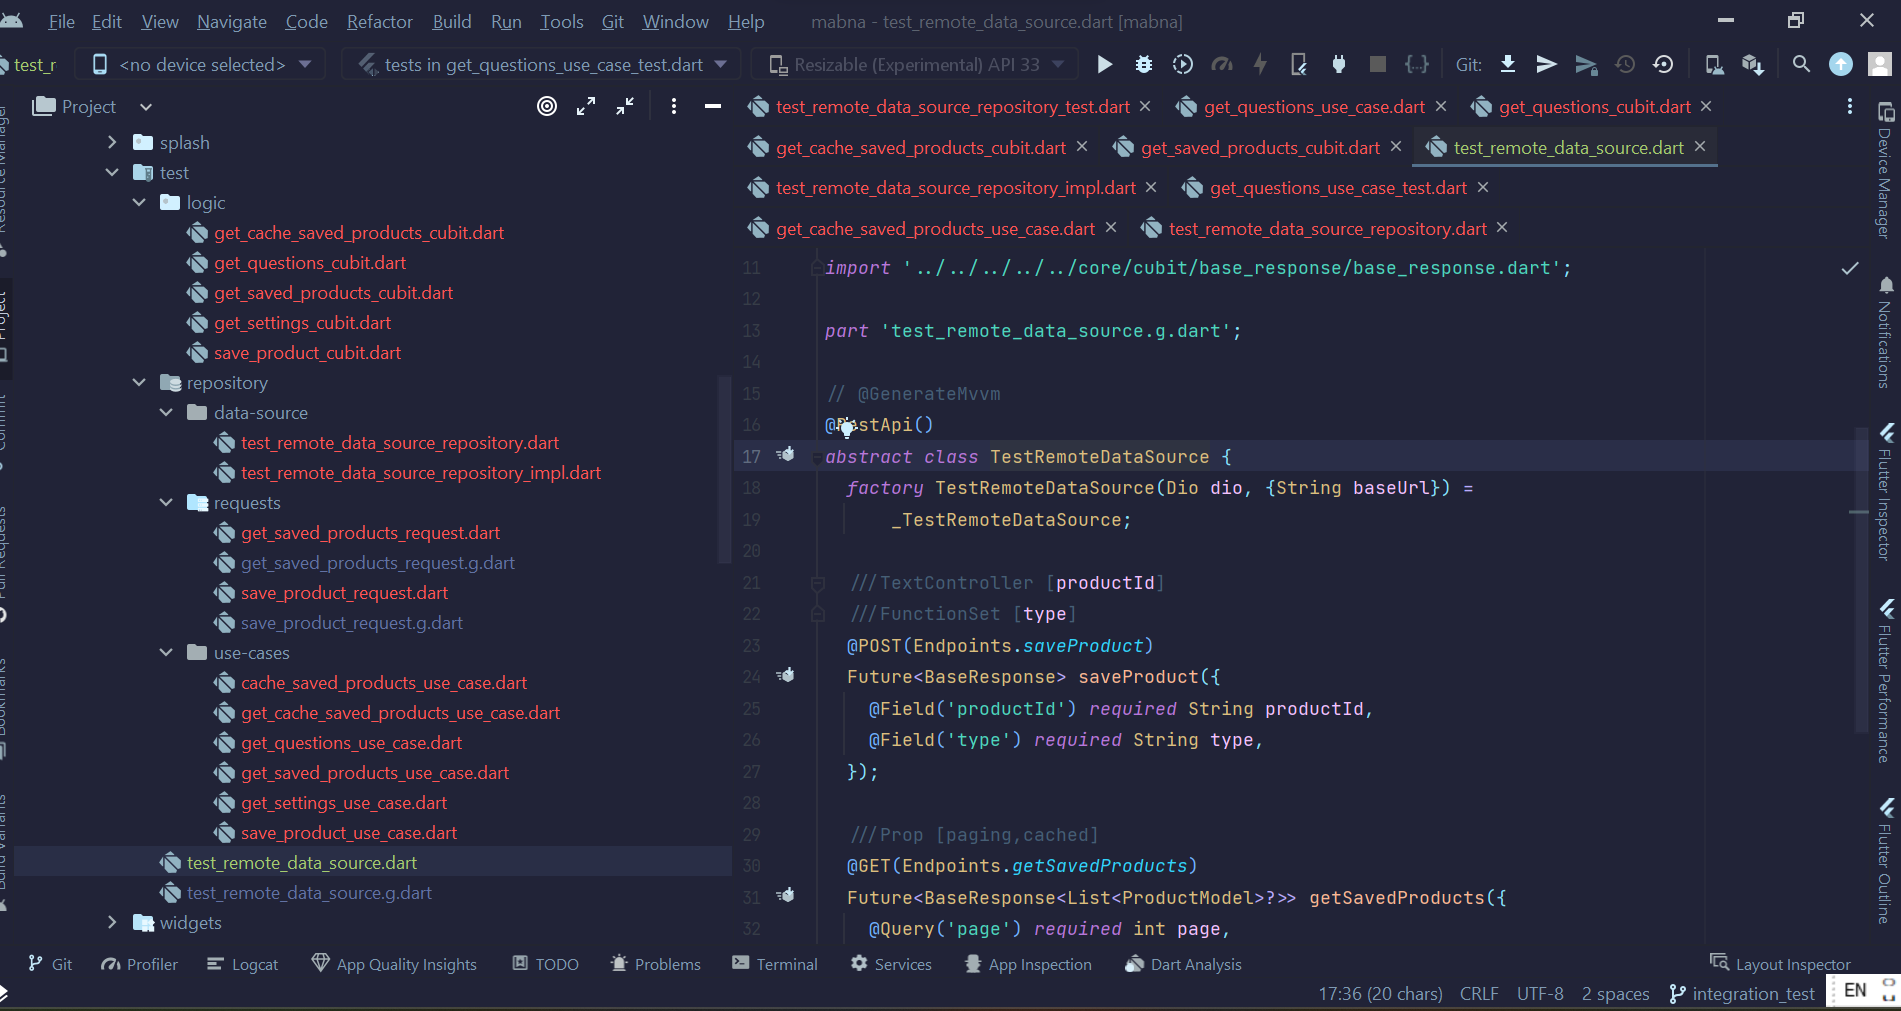 File Edit View Navigate Code Refactor Build Run Tools Git Window Help mabna - test_remote_data_source.dart [mabna]
test_r <no device selected> tests in get_questions_use_case_test.dart Resizable (Experimental) API 33 Git:
Project
splash
test
logic
get_cache_saved_products_cubit.dart
get_questions_cubit.dart
get_saved_products_cubit.dart
get_settings_cubit.dart
save_product_cubit.dart
repository
data-source
test_remote_data_source_repository.dart
test_remote_data_source_repository_impl.dart
requests
get_saved_products_request.dart
get_saved_products_request.g.dart
save_product_request.dart
save_product_request.g.dart
use-cases
cache_saved_products_use_case.dart
get_cache_saved_products_use_case.dart
get_questions_use_case.dart
get_saved_products_use_case.dart
get_settings_use_case.dart
save_product_use_case.dart
test_remote_data_source.dart
test_remote_data_source.g.dart
widgets
test_remote_data_source_repository_test.dart get_questions_use_case.dart get_questions_cubit.dart
get_cache_saved_products_cubit.dart get_saved_products_cubit.dart test_remote_data_source.dart
test_remote_data_source_repository_impl.dart get_questions_use_case_test.dart
get_cache_saved_products_use_case.dart test_remote_data_source_repository.dart
11 import '../../../../../core/cubit/base_response/base_response.dart';
12
13 part 'test_remote_data_source.g.dart';
14
15 // @GenerateMvvm
16 @RestApi()
17 abstract class TestRemoteDataSource {
18 factory TestRemoteDataSource(Dio dio, {String baseUrl}) =
19 _TestRemoteDataSource;
20
21 ///TextController [productId]
22 ///FunctionSet [type]
23 @POST(Endpoints.saveProduct)
24 Future<BaseResponse> saveProduct({
25 @Field('productId') required String productId,
26 @Field('type') required String type,
27 });
28
29 ///Prop [paging,cached]
30 @GET(Endpoints.getSavedProducts)
31 Future<BaseResponse<List<ProductModel>?>> getSavedProducts({
32 @Query('page') required int page,
Resource Manager
Project
Commit
Pull Requests
Bookmarks
Build Variants
Device Manager
Notifications
Flutter Inspector
Flutter Performance
Flutter Outline
Git Profiler Logcat App Quality Insights TODO Problems Terminal Services App Inspection Dart Analysis Layout Inspector
17:36 (20 chars) CRLF UTF-8 2 spaces integration_test EN